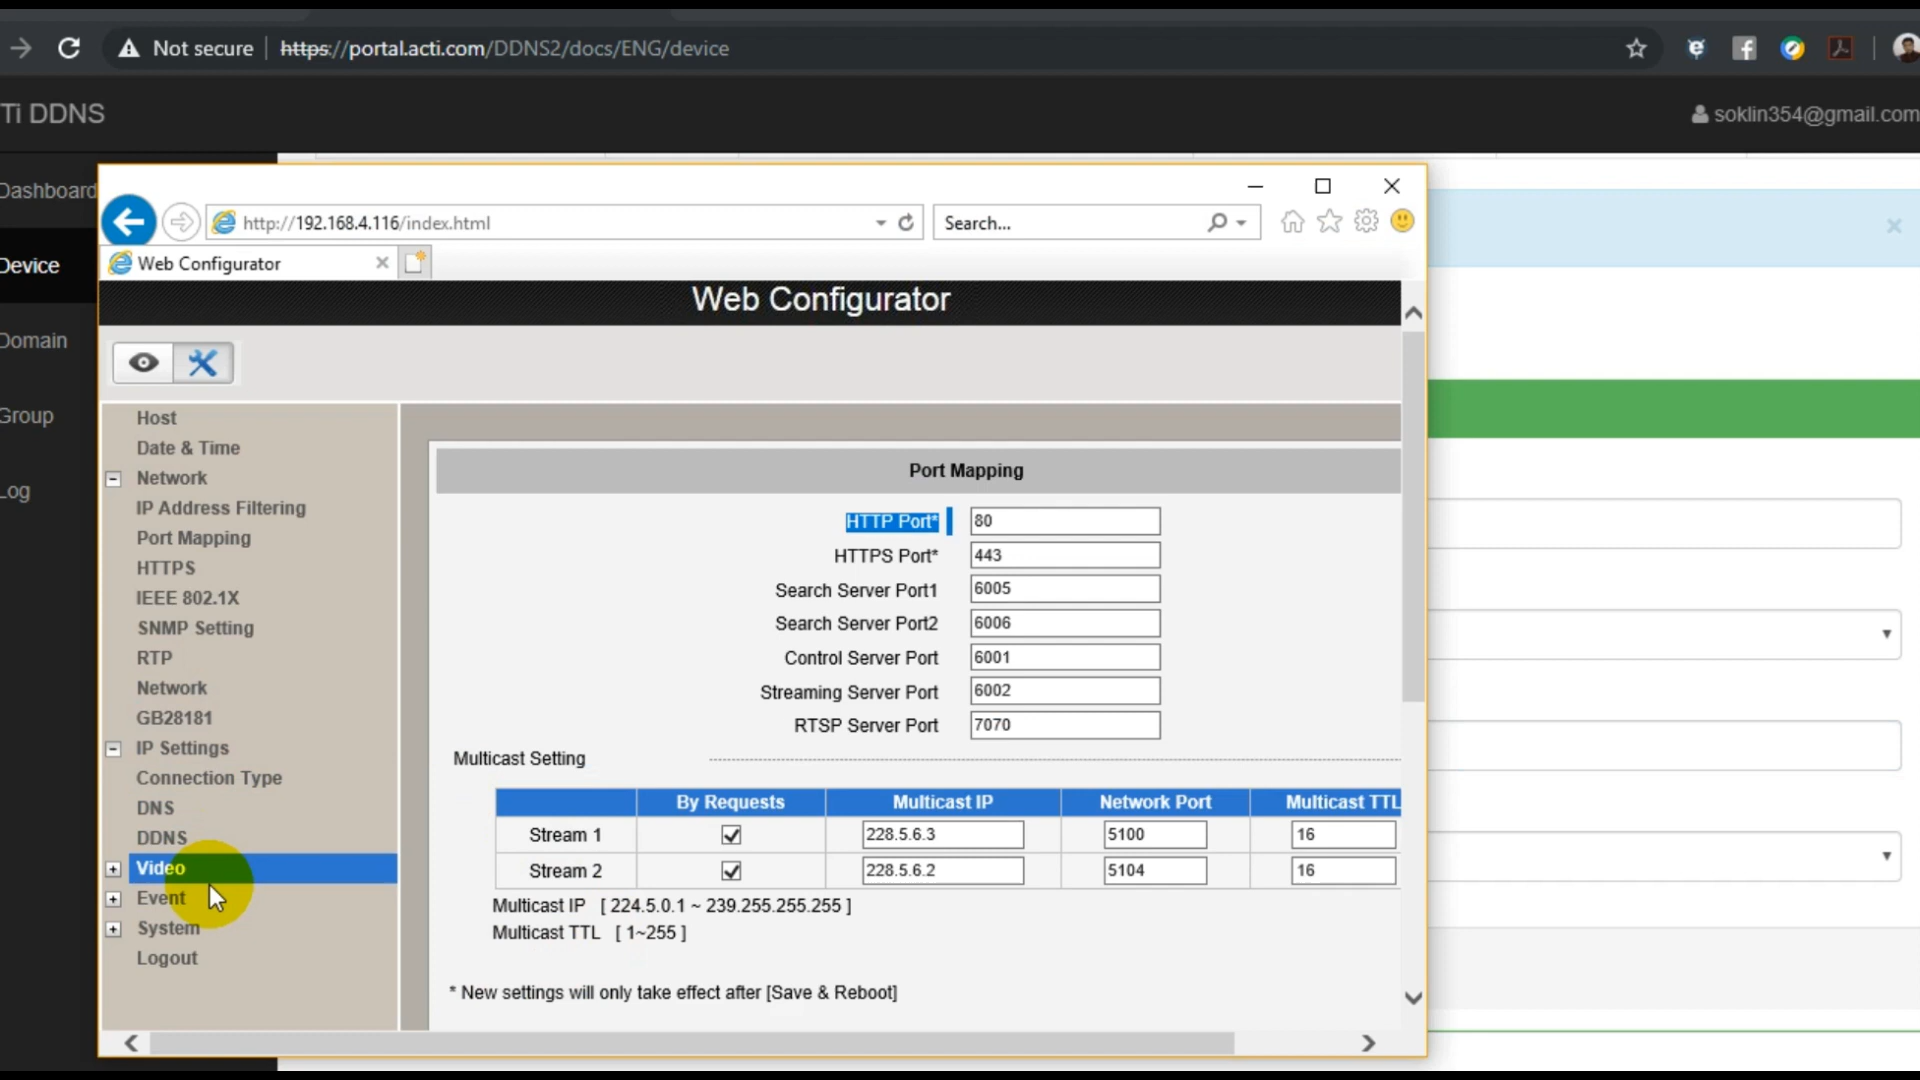 Not secure | https://portal.acti.com/DDNS2/docs/ENG/device
Ti DDNS
soklin354@gmail.com
Dashboard
Device
Domain
Group
Log
http://192.168.4.116/index.html
Search...
Web Configurator
Web Configurator
Host
Date & Time
Network
IP Address Filtering
Port Mapping
HTTPS
IEEE 802.1X
SNMP Setting
RTP
Network
GB28181
IP Settings
Connection Type
DNS
DDNS
Video
Event
System
Logout
Port Mapping
HTTP Port* 80
HTTPS Port* 443
Search Server Port1 6005
Search Server Port2 6006
Control Server Port 6001
Streaming Server Port 6002
RTSP Server Port 7070
Multicast Setting
By Requests Multicast IP Network Port Multicast TTL
Stream 1 228.5.6.3 5100 16
Stream 2 228.5.6.2 5104 16
Multicast IP [ 224.5.0.1 ~ 239.255.255.255 ]
Multicast TTL [ 1~255 ]
* New settings will only take effect after [Save & Reboot]